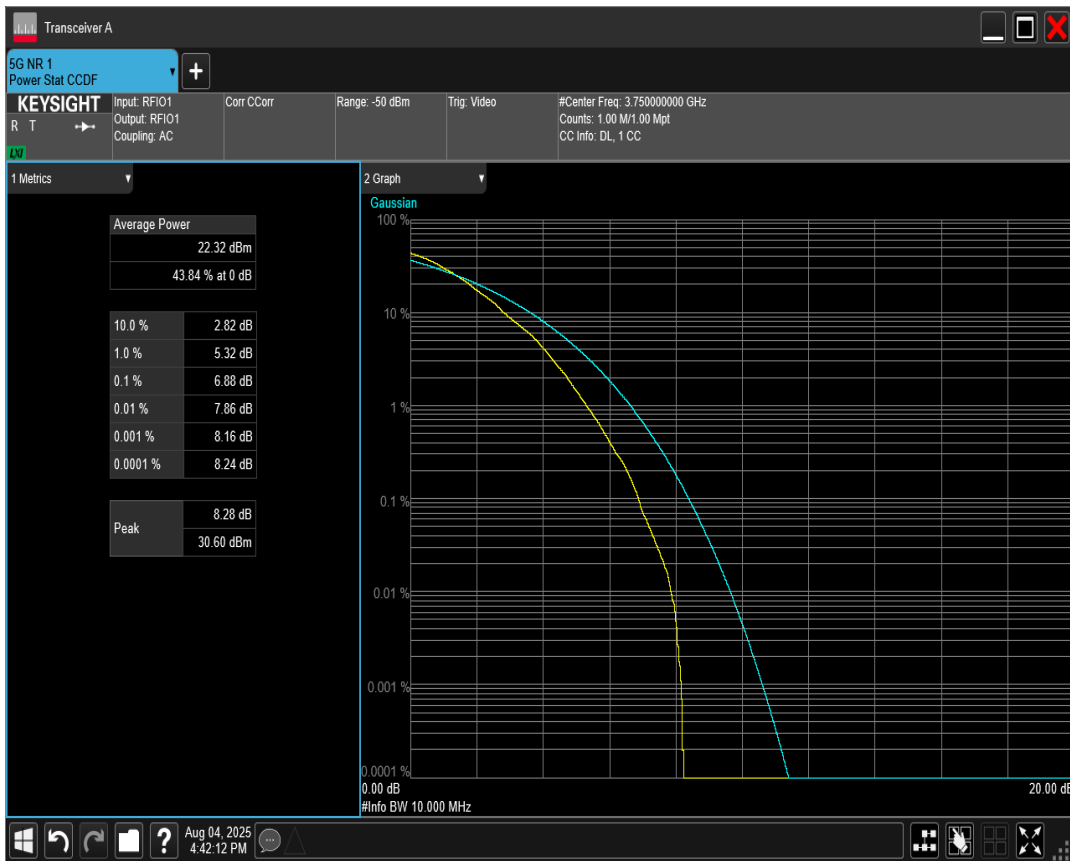 Transceiver A
5G NR 1
Power Stat CCDF
+
KEYSIGHT
R T
LXI
Input: RFIO1
Output: RFIO1
Coupling: AC
Corr CCorr
Range: -50 dBm
Trig: Video
#Center Freq: 3.750000000 GHz
Counts: 1.00 M/1.00 Mpt
CC Info: DL, 1 CC
1 Metrics
Average Power
22.32 dBm
43.84 % at 0 dB
10.0 % 2.82 dB
1.0 % 5.32 dB
0.1 % 6.88 dB
0.01 % 7.86 dB
0.001 % 8.16 dB
0.0001 % 8.24 dB
Peak
8.28 dB
30.60 dBm
2 Graph
Gaussian
100 %
10 %
1 %
0.1 %
0.01 %
0.001 %
0.0001 %
0.00 dB
20.00 dB
#Info BW 10.000 MHz
?
Aug 04, 2025
4:42:12 PM